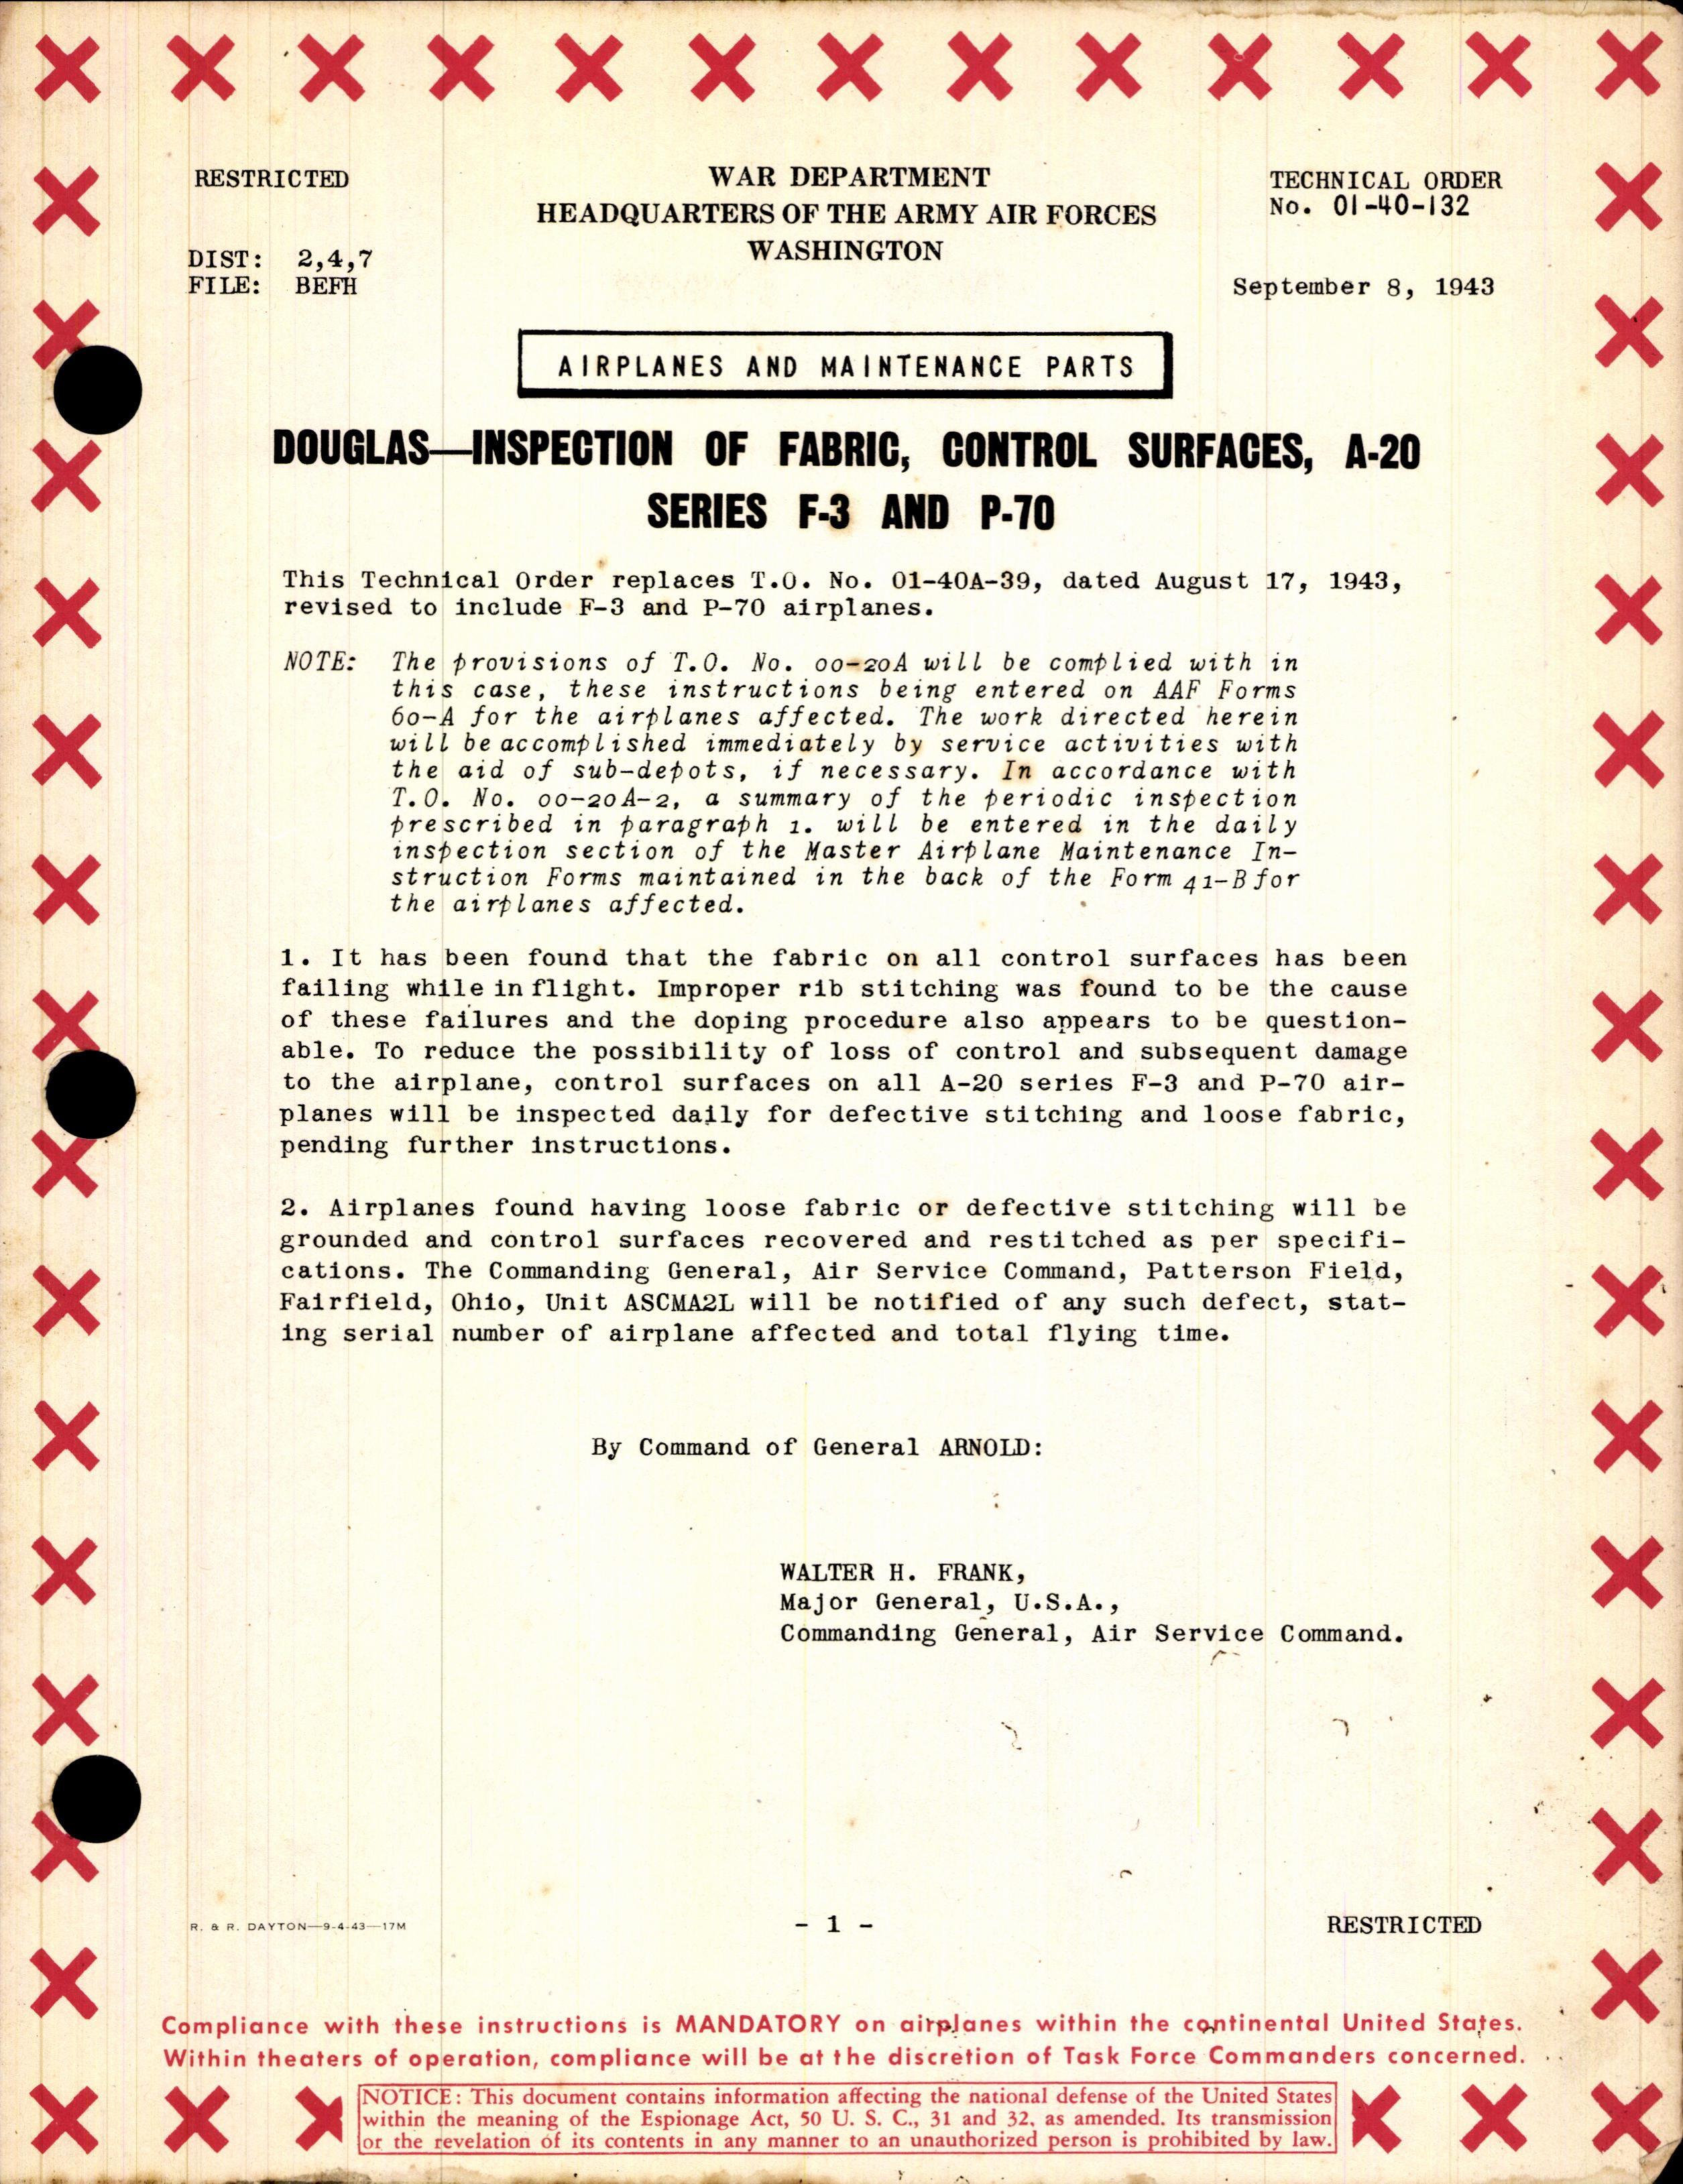 RESTRICTED
WAR DEPARTMENT
HEADQUARTERS OF THE ARMY AIR FORCES
WASHINGTON
TECHNICAL ORDER
No. 01-40-132
DIST: 2,4,7
FILE: BEFH
September 8, 1943
AIRPLANES AND MAINTENANCE PARTS
DOUGLAS—INSPECTION OF FABRIC, CONTROL SURFACES, A-20
SERIES F-3 AND P-70
This Technical Order replaces T.O. No. 01-40A-39, dated August 17, 1943,
revised to include F-3 and P-70 airplanes.
NOTE: The provisions of T.O. No. 00-20A will be complied with in
this case, these instructions being entered on AAF Forms
60-A for the airplanes affected. The work directed herein
will be accomplished immediately by service activities with
the aid of sub-depots, if necessary. In accordance with
T.O. No. 00-20A-2, a summary of the periodic inspection
prescribed in paragraph 1. will be entered in the daily
inspection section of the Master Airplane Maintenance In-
struction Forms maintained in the back of the Form 41-B for
the airplanes affected.
1. It has been found that the fabric on all control surfaces has been
failing while in flight. Improper rib stitching was found to be the cause
of these failures and the doping procedure also appears to be question-
able. To reduce the possibility of loss of control and subsequent damage
to the airplane, control surfaces on all A-20 series F-3 and P-70 air-
planes will be inspected daily for defective stitching and loose fabric,
pending further instructions.
2. Airplanes found having loose fabric or defective stitching will be
grounded and control surfaces recovered and restitched as per specifi-
cations. The Commanding General, Air Service Command, Patterson Field,
Fairfield, Ohio, Unit ASCMA2L will be notified of any such defect, stat-
ing serial number of airplane affected and total flying time.
By Command of General ARNOLD:
WALTER H. FRANK,
Major General, U.S.A.,
Commanding General, Air Service Command.
R. & R. DAYTON—9-4-43—17M
- 1 -
RESTRICTED
Compliance with these instructions is MANDATORY on airplanes within the continental United States.
Within theaters of operation, compliance will be at the discretion of Task Force Commanders concerned.
NOTICE: This document contains information affecting the national defense of the United States
within the meaning of the Espionage Act, 50 U. S. C., 31 and 32, as amended. Its transmission
or the revelation of its contents in any manner to an unauthorized person is prohibited by law.